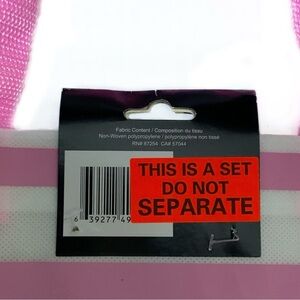 Fabric Content / Composition du tissu
Non-Woven polypropylene / polypropylene non tissé
RN# 87254 CA# 57044
THIS IS A SET
DO NOT
SEPARATE
6 39277 49